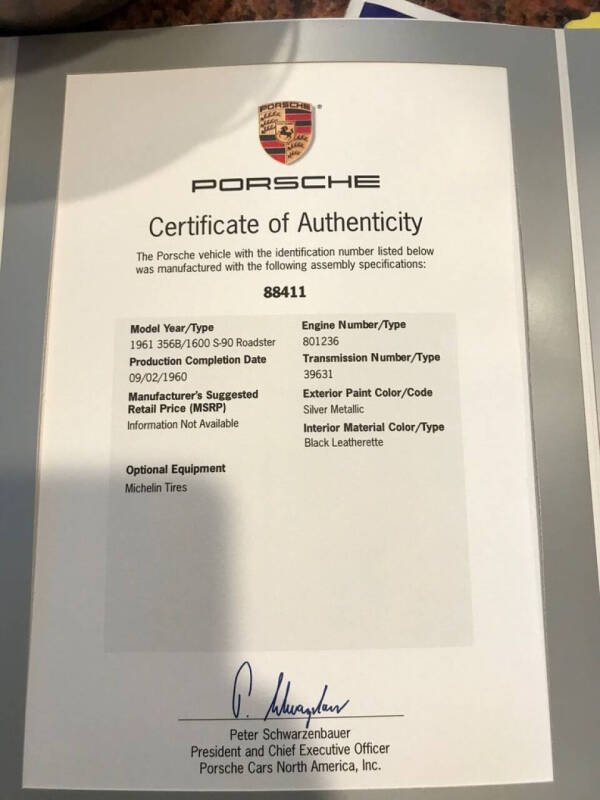 PORSCHE
®
PORSCHE
Certificate of Authenticity
The Porsche vehicle with the identification number listed below
was manufactured with the following assembly specifications:
88411
Model Year/Type
1961 356B/1600 S-90 Roadster
Production Completion Date
09/02/1960
Manufacturer's Suggested
Retail Price (MSRP)
Information Not Available
Engine Number/Type
801236
Transmission Number/Type
39631
Exterior Paint Color/Code
Silver Metallic
Interior Material Color/Type
Black Leatherette
Optional Equipment
Michelin Tires
Peter Schwarzenbauer
President and Chief Executive Officer
Porsche Cars North America, Inc.